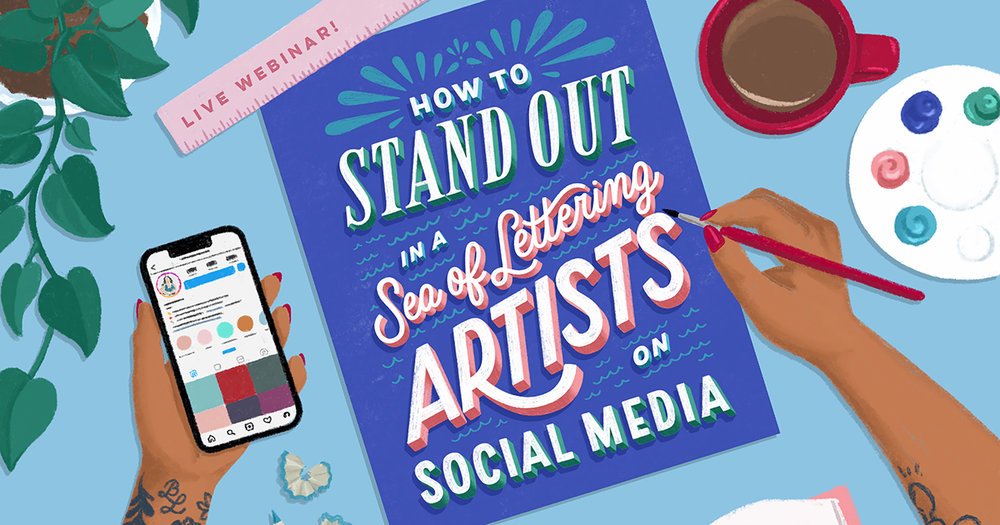 LIVE WEBINAR!
HOW TO
STAND OUT
IN A
Sea of Lettering
ARTISTS
ON
SOCIAL MEDIA